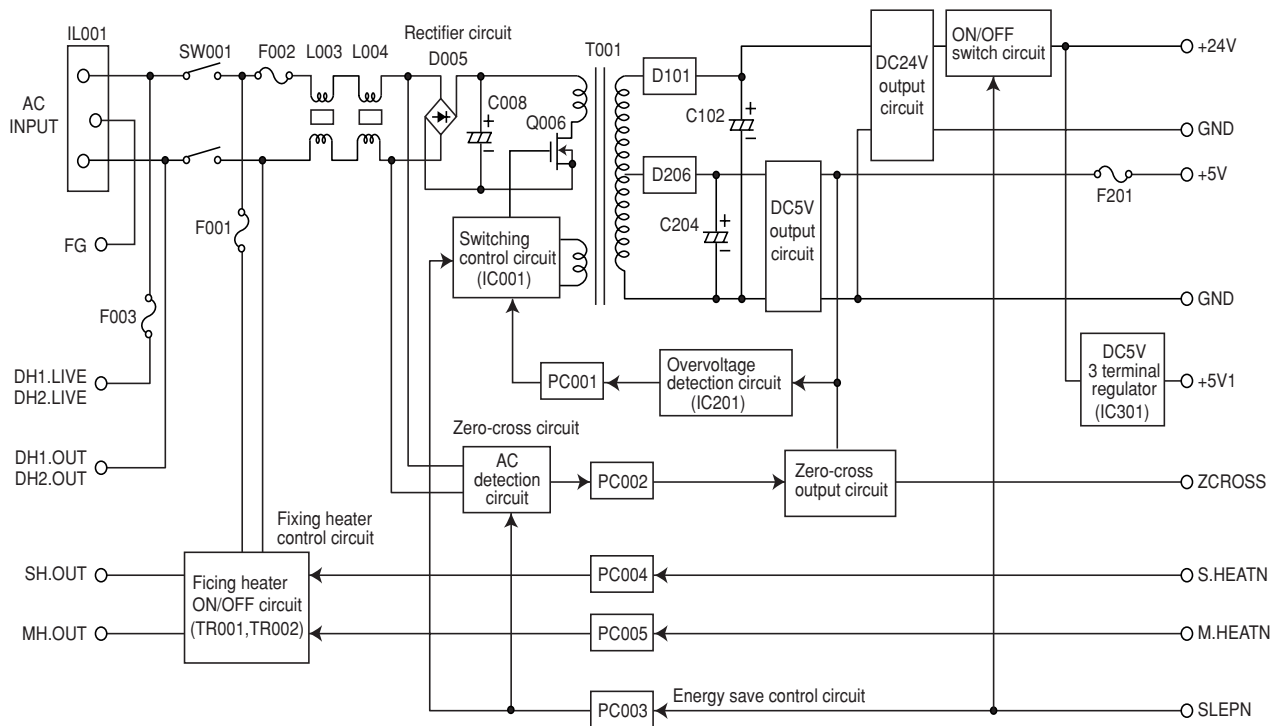 IL001
AC
INPUT
FG
SW001
F002
L003
L004
Rectifier circuit
D005
C008
+
−
Q006
T001
D101
C102
+
−
DC24V
output
circuit
ON/OFF
switch circuit
+24V
GND
D206
C204
+
−
DC5V
output
circuit
F201
+5V
GND
F001
F003
Switching
control circuit
(IC001)
PC001
Overvoltage
detection circuit
(IC201)
DC5V
3 terminal
regulator
(IC301)
+5V1
DH1.LIVE
DH2.LIVE
DH1.OUT
DH2.OUT
Zero-cross circuit
AC
detection
circuit
PC002
Zero-cross
output circuit
ZCROSS
Fixing heater
control circuit
SH.OUT
MH.OUT
Ficing heater
ON/OFF circuit
(TR001,TR002)
PC004
S.HEATN
PC005
M.HEATN
PC003
Energy save control circuit
SLEPN